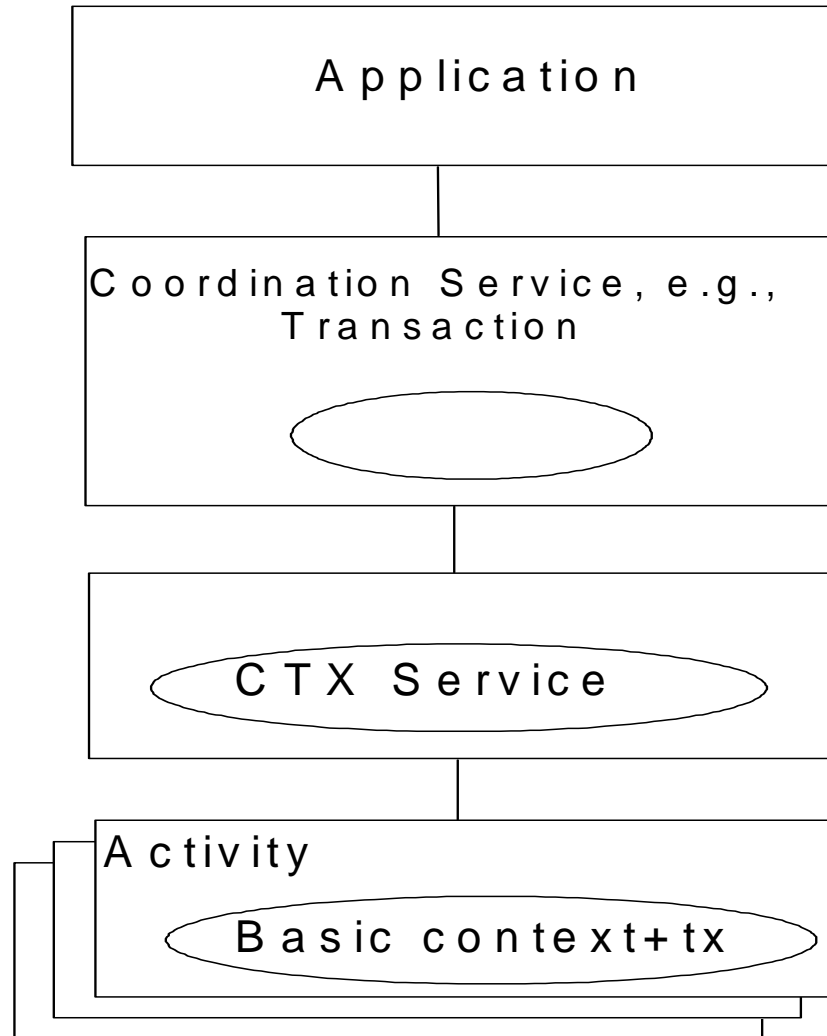 Application
Coordination Service, e.g.,
Transaction
CTX Service
Activity
Basic context+tx